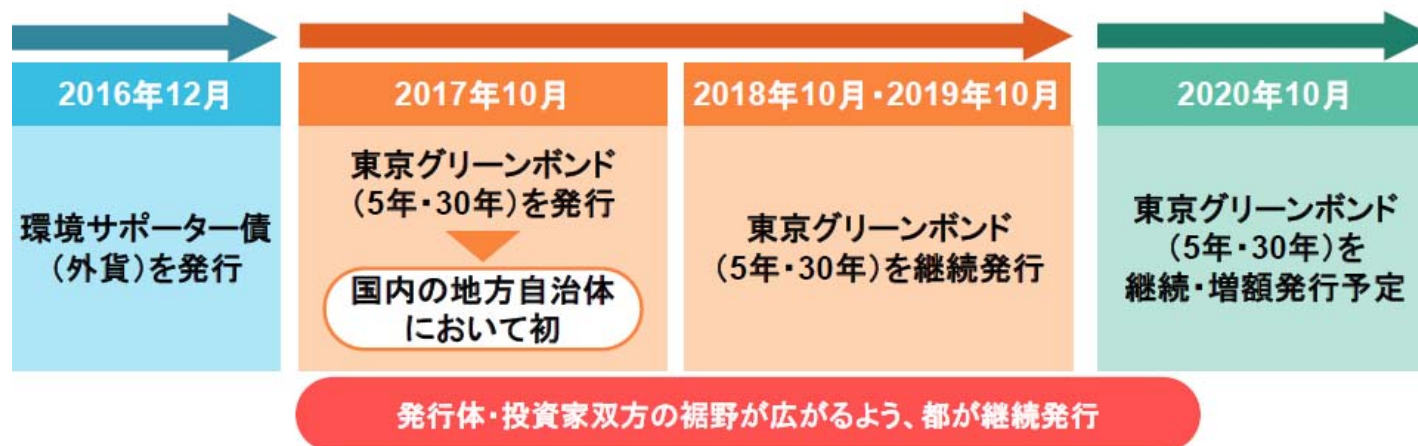 2016年12月
環境サポーター債
（外貨）を発行
2017年10月
東京グリーンボンド
（5年・30年）を発行
国内の地方自治体
において初
2018年10月・2019年10月
東京グリーンボンド
（5年・30年）を継続発行
2020年10月
東京グリーンボンド
（5年・30年）を
継続・増額発行予定
発行体・投資家双方の裾野が広がるよう、都が継続発行